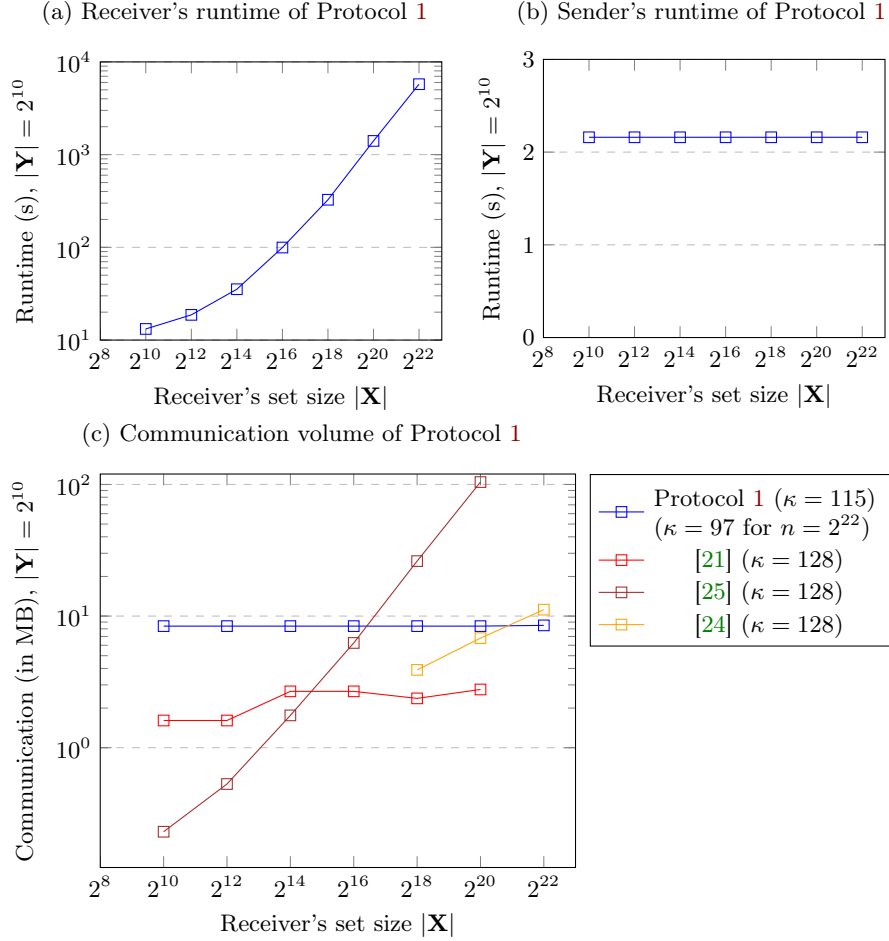 (a) Receiver's runtime of Protocol 1
Runtime (s), |Y| = 2^10
10^4
10^3
10^2
10^1
2^8 2^10 2^12 2^14 2^16 2^18 2^20 2^22
Receiver's set size |X|
(b) Sender's runtime of Protocol 1
Runtime (s), |Y| = 2^10
3
2
1
0
2^8 2^10 2^12 2^14 2^16 2^18 2^20 2^22
Receiver's set size |X|
(c) Communication volume of Protocol 1
Communication (in MB), |Y| = 2^10
10^2
10^1
10^0
2^8 2^10 2^12 2^14 2^16 2^18 2^20 2^22
Receiver's set size |X|
Protocol 1 (κ = 115)
(κ = 97 for n = 2^22)
[21] (κ = 128)
[25] (κ = 128)
[24] (κ = 128)